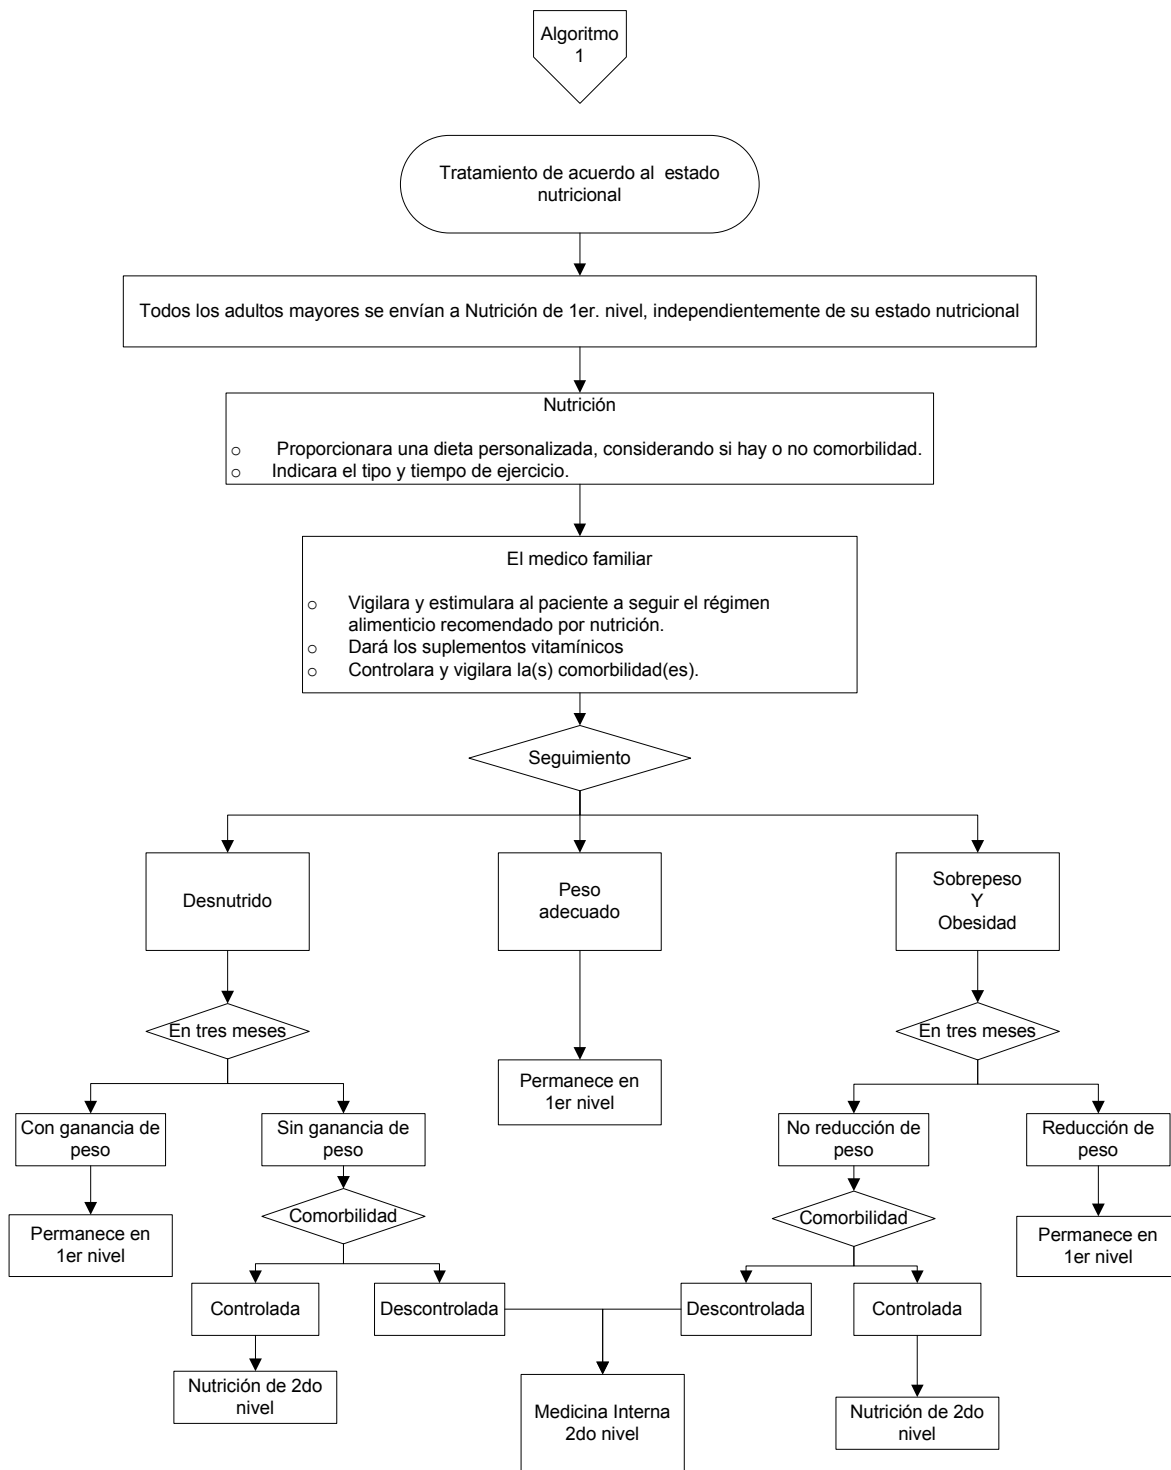 Algoritmo
1
Tratamiento de acuerdo al estado
nutricional
Todos los adultos mayores se envían a Nutrición de 1er. nivel, independientemente de su estado nutricional
Nutrición
o Proporcionara una dieta personalizada, considerando si hay o no comorbilidad.
o Indicara el tipo y tiempo de ejercicio.
El medico familiar
o Vigilara y estimulara al paciente a seguir el régimen
alimenticio recomendado por nutrición.
o Dará los suplementos vitamínicos
o Controlara y vigilara la(s) comorbilidad(es).
Seguimiento
Desnutrido
Peso
adecuado
Sobrepeso
Y
Obesidad
En tres meses
En tres meses
Permanece en
1er nivel
Con ganancia de
peso
Sin ganancia de
peso
No reducción de
peso
Reducción de
peso
Permanece en
1er nivel
Comorbilidad
Comorbilidad
Permanece en
1er nivel
Controlada
Descontrolada
Descontrolada
Controlada
Nutrición de 2do
nivel
Medicina Interna
2do nivel
Nutrición de 2do
nivel